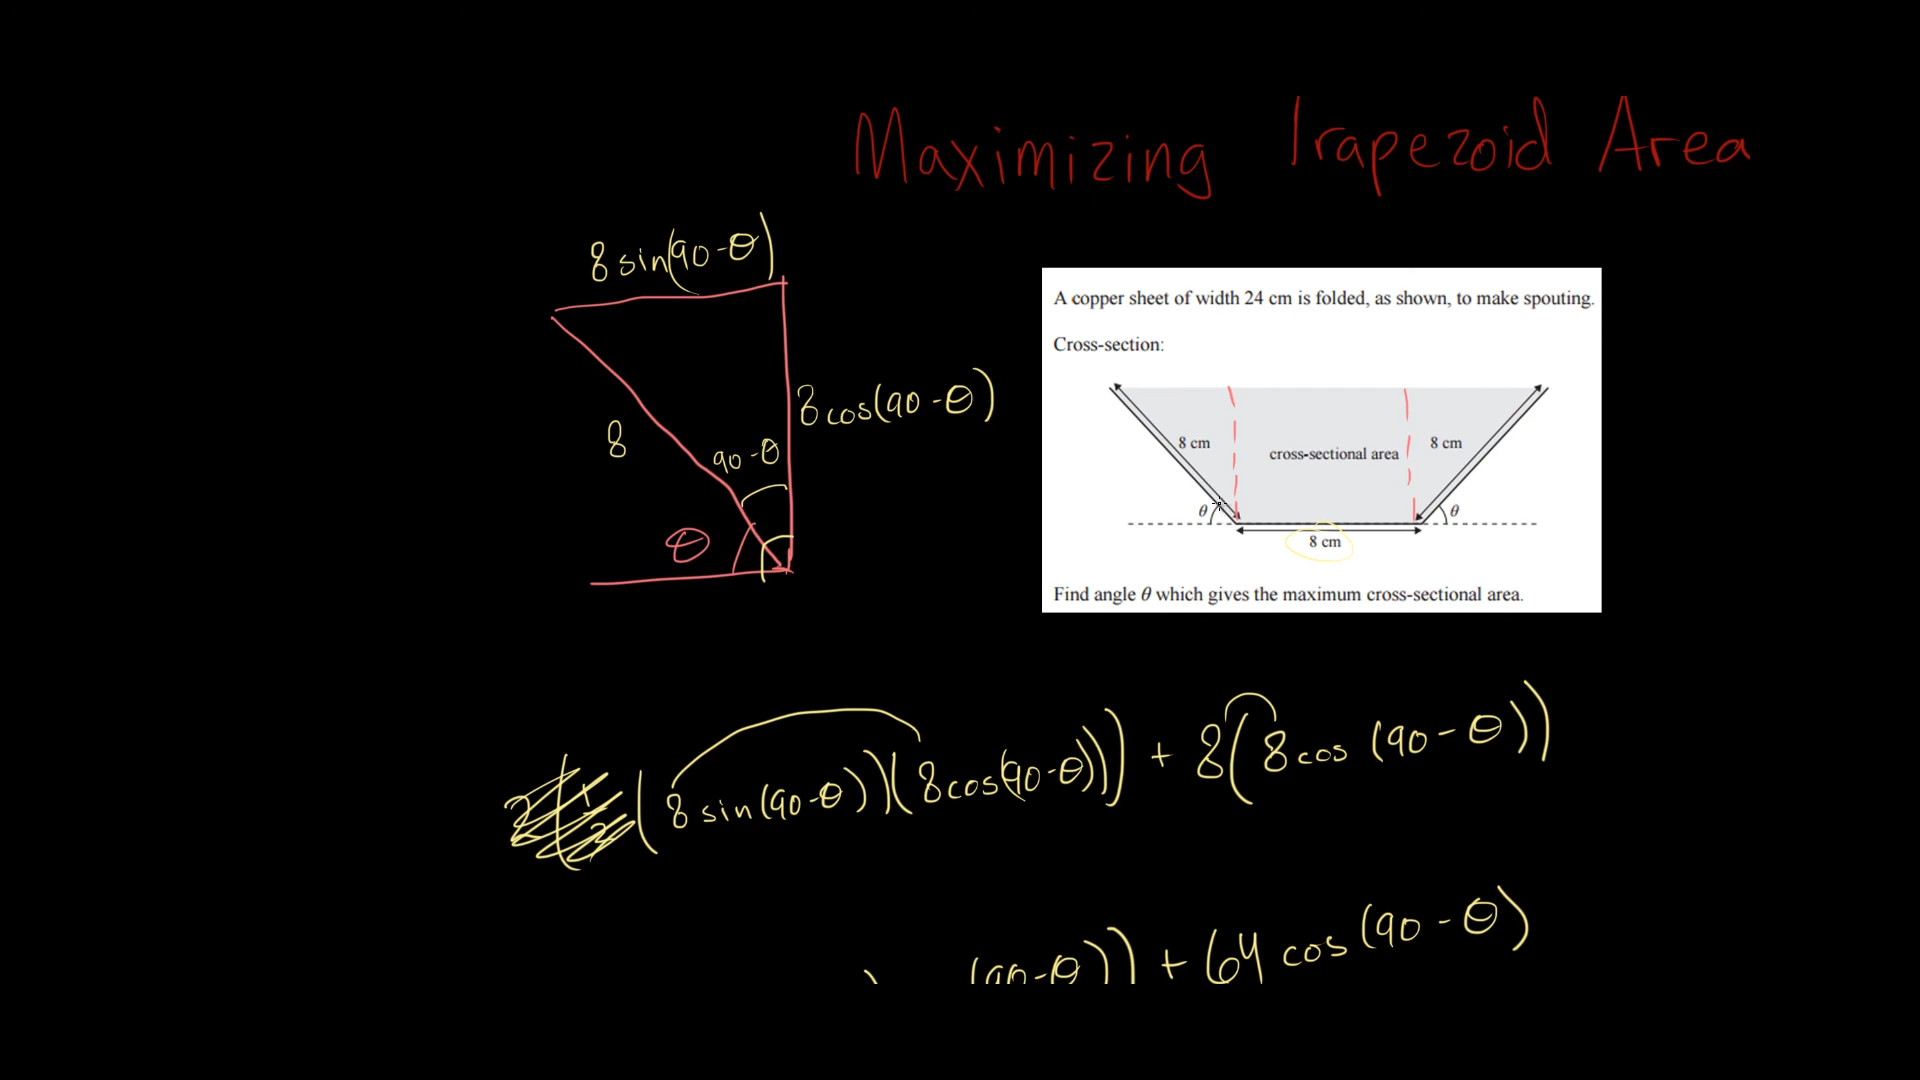 Maximizing Trapezoid Area
8 sin(90-θ)
8
90-θ
8cos(90-θ)
θ
A copper sheet of width 24 cm is folded, as shown, to make spouting.
Cross-section:
8 cm
cross-sectional area
8 cm
θ
θ
8 cm
Find angle θ which gives the maximum cross-sectional area.
(8 sin(90-θ))(8cos(90-θ))) + 8(8cos (90-θ))
(90-θ)) + 64 cos(90-θ)